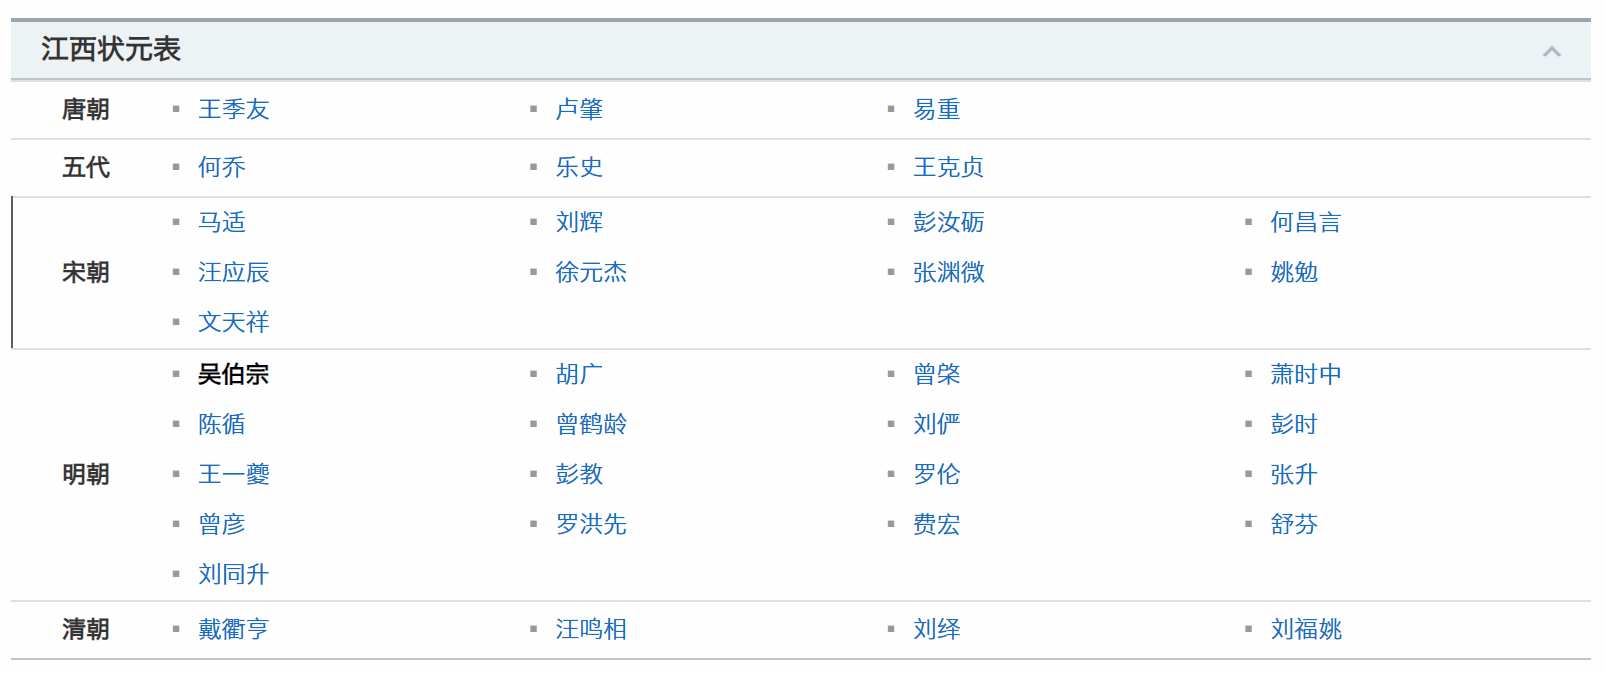 江西状元表
唐朝 ▪ 王季友 ▪ 卢肇 ▪ 易重
五代 ▪ 何乔 ▪ 乐史 ▪ 王克贞
▪ 马适 ▪ 刘辉 ▪ 彭汝砺 ▪ 何昌言
宋朝 ▪ 汪应辰 ▪ 徐元杰 ▪ 张渊微 ▪ 姚勉
▪ 文天祥
▪ 吴伯宗 ▪ 胡广 ▪ 曾棨 ▪ 萧时中
▪ 陈循 ▪ 曾鹤龄 ▪ 刘俨 ▪ 彭时
明朝 ▪ 王一夔 ▪ 彭教 ▪ 罗伦 ▪ 张升
▪ 曾彦 ▪ 罗洪先 ▪ 费宏 ▪ 舒芬
▪ 刘同升
清朝 ▪ 戴衢亨 ▪ 汪鸣相 ▪ 刘绎 ▪ 刘福姚